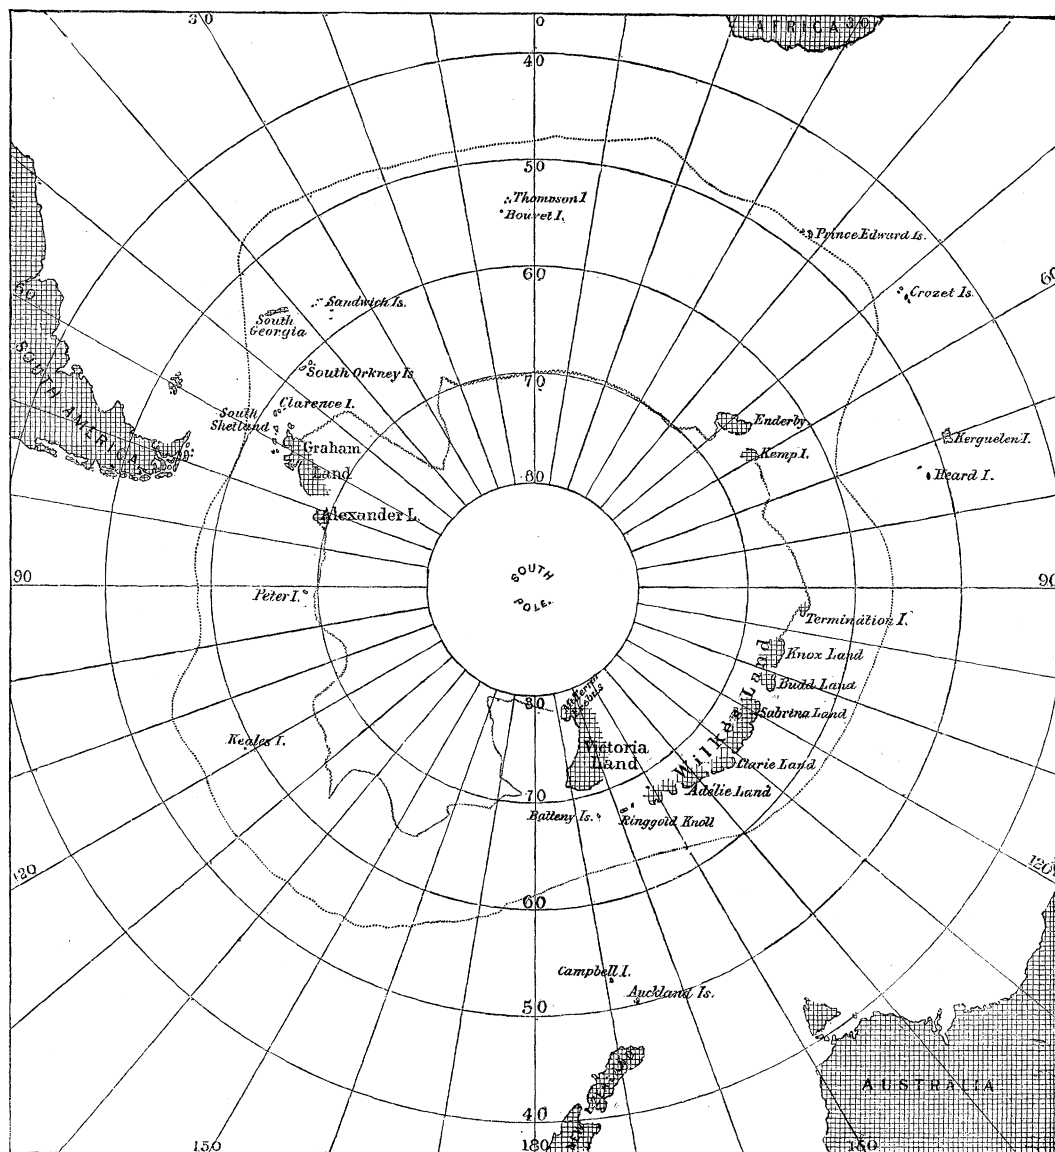 30
0
AFRICA
30
40
50
Thompson I
Bouvet I.
Prince Edward Is.
60
60
60
Crozet Is.
Sandwich Is.
South
Georgia
SOUTH AMERICA
South Orkney Is
70
Clarence I.
South
Shetland
Enderby
Graham
Land
Kemp I.
Kerguelen I.
Heard I.
80
Alexander L.
SOUTH
POLE.
90
90
Peter I.
Termination I.
Knox Land
Budd Land
Wilkes Land
Sabrina Land
80
Erebus
Keales I.
Victoria
Land
Clarie Land
Adélie Land
70
Balleny Is.
Ringgold Knoll
120
120
60
Campbell I.
Auckland Is.
50
AUSTRALIA
40
150
180
150